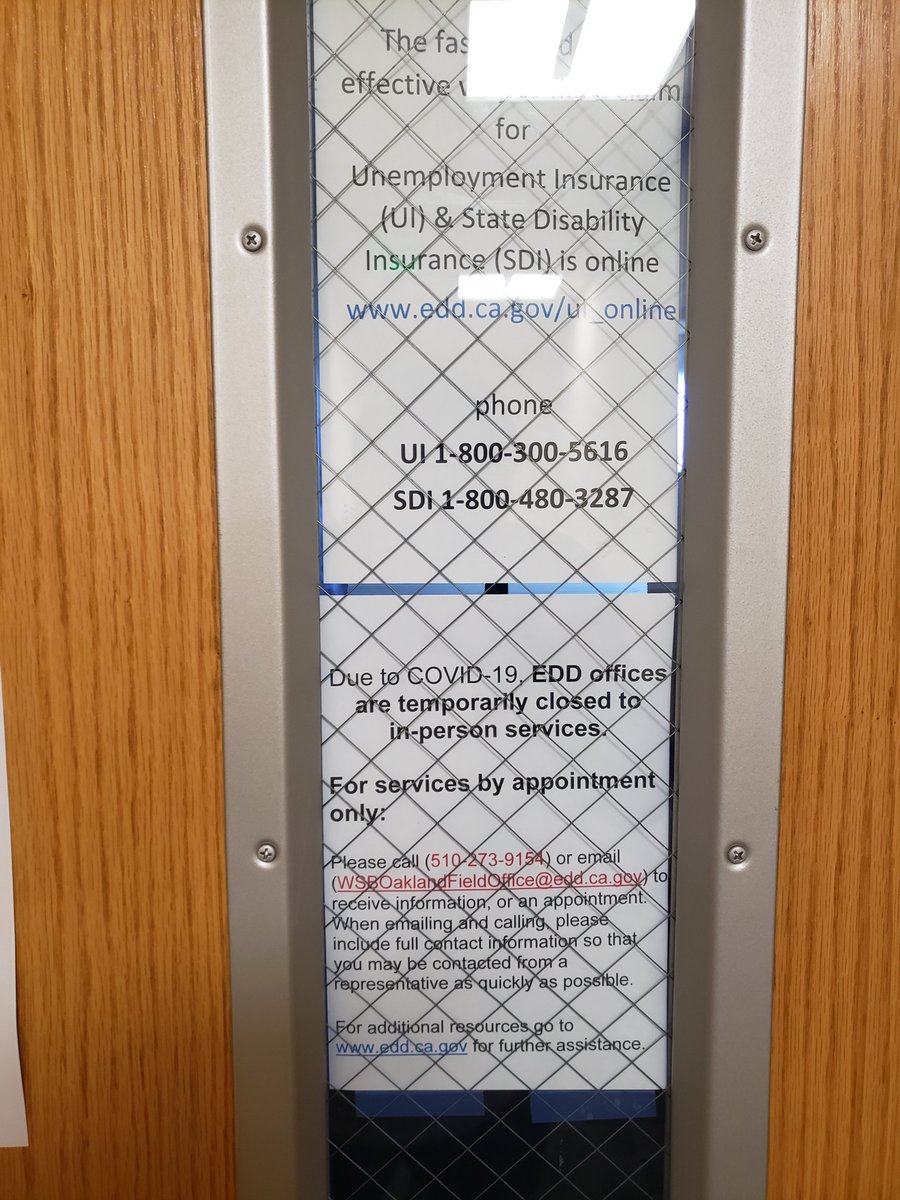 The
effective
for
Unemployment Insurance
(UI) & State Disability
Insurance (SDI) is online
www.edd.ca.gov/ui_online
phone
UI 1-800-300-5616
SDI 1-800-480-3287
Due to COVID-19, EDD offices
are temporarily closed to
in-person services.
For services by appointment
only:
Please call (510-273-9154) or email
(WSBOaklandFieldOffice@edd.ca.gov) to
receive information, or an appointment.
When emailing and calling, please
include full contact information so that
you may be contacted from a
representative as quickly as possible.
For additional resources go to
www.edd.ca.gov for further assistance.